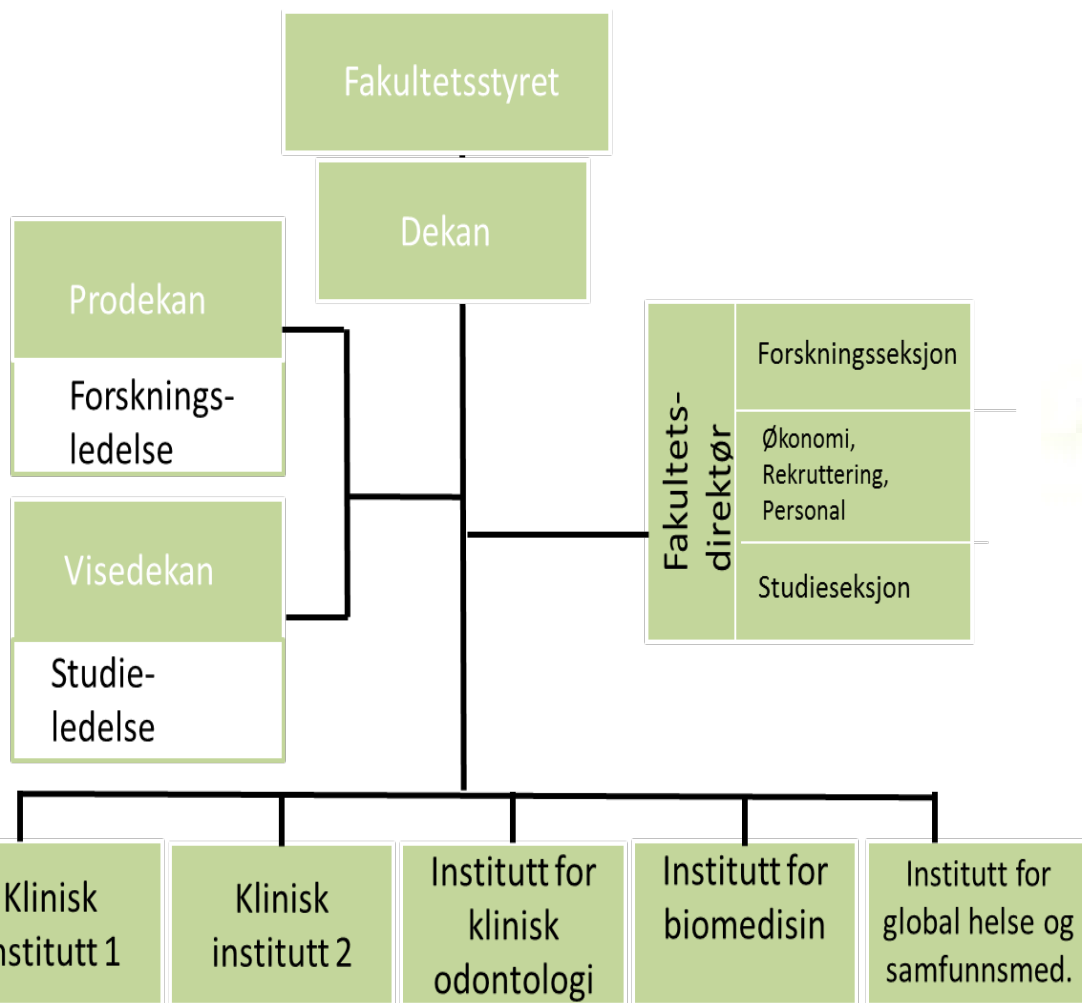 Fakultetsstyret
Dekan
Prodekan
Forsknings-
ledelse
Visedekan
Studie-
ledelse
Fakultets-
direktør
Forskningsseksjon
Økonomi,
Rekruttering,
Personal
Studieseksjon
Klinisk
nstitutt 1
Klinisk
institutt 2
Institutt for
klinisk
odontologi
Institutt for
biomedisin
Institutt for
global helse og
samfunnsmed.